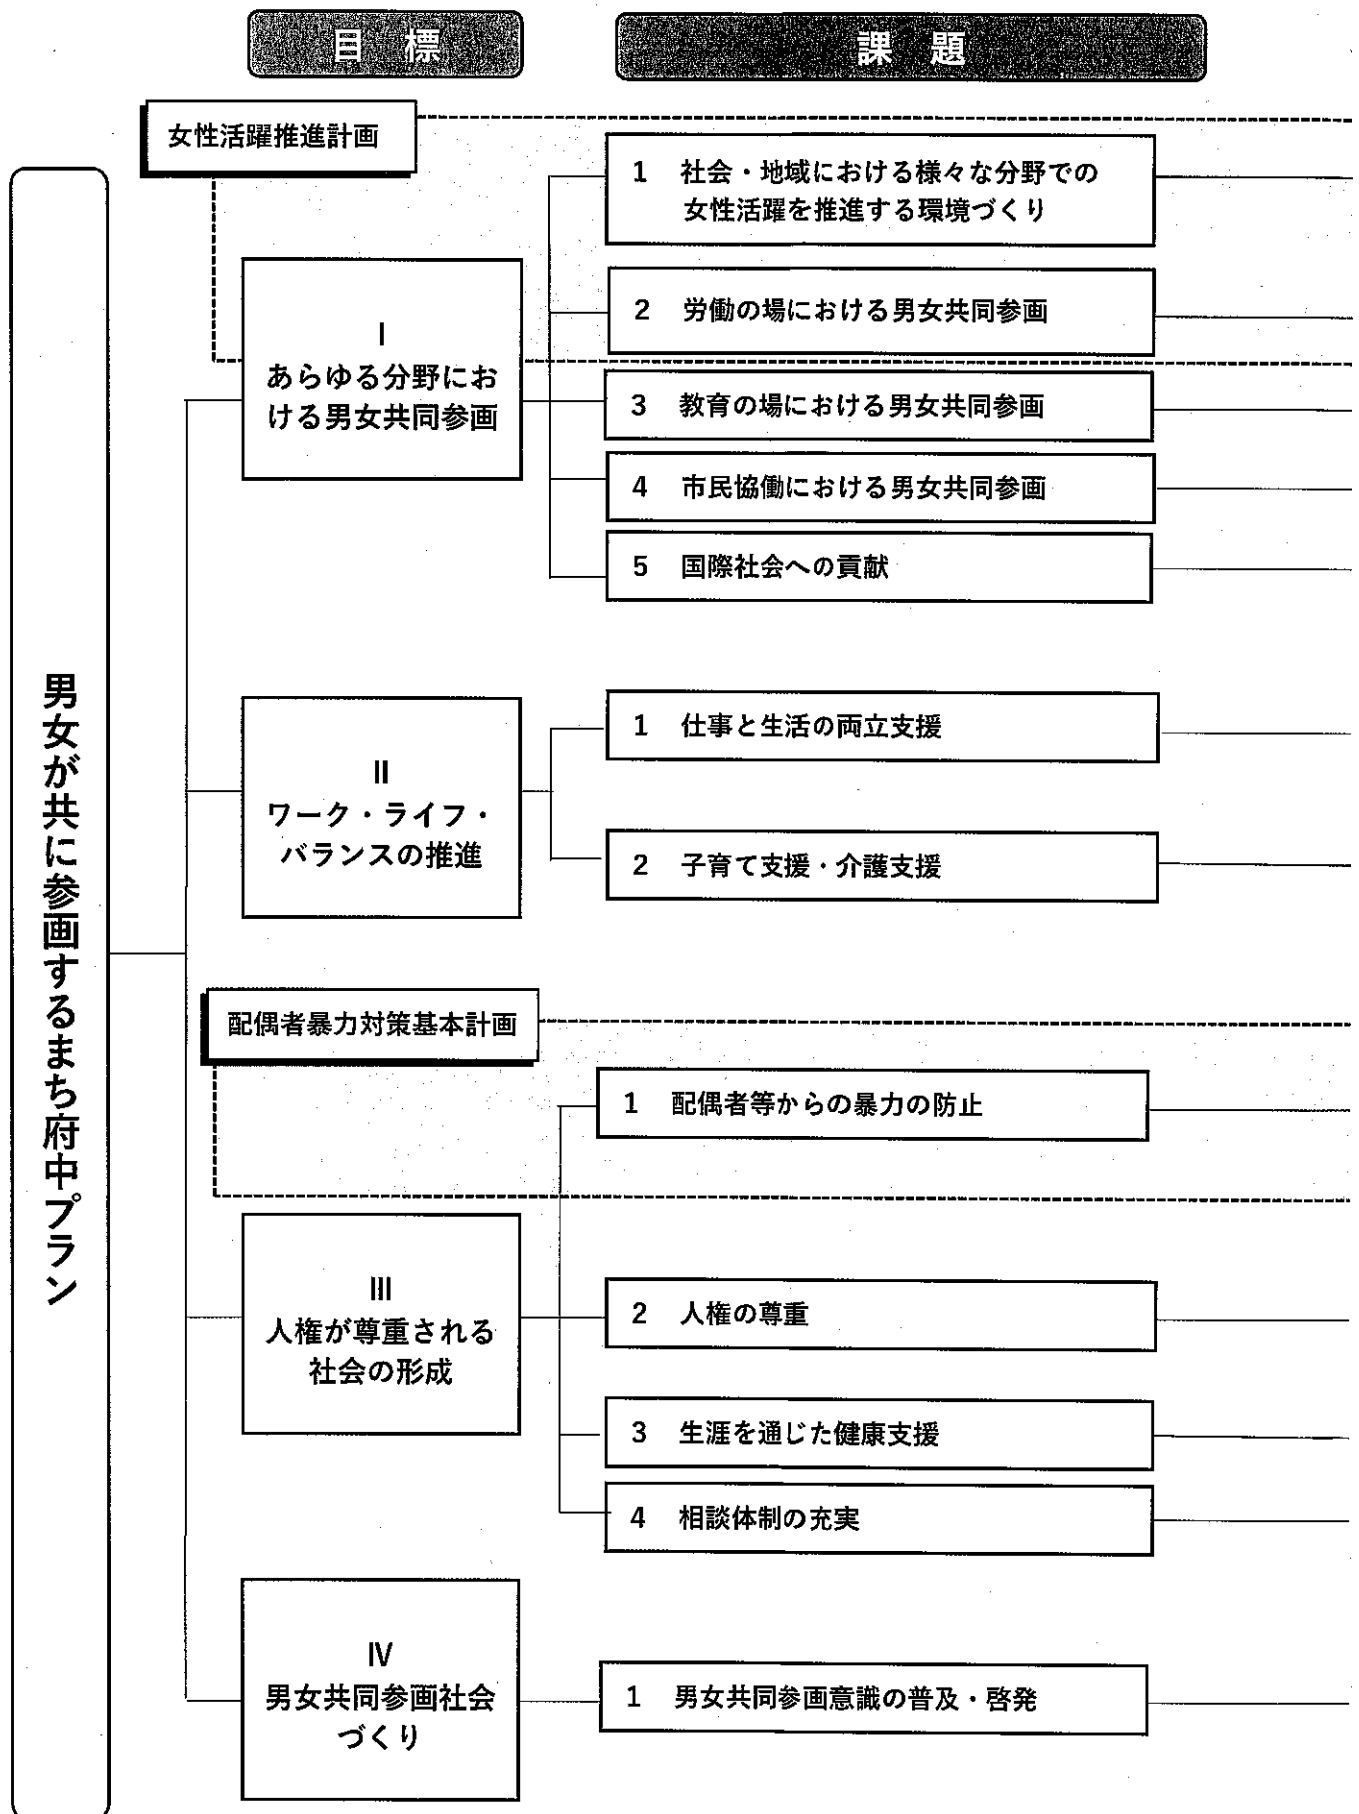 目 標
課 題
女性活躍推進計画
男女が共に参画するまち府中プラン
Ⅰ
あらゆる分野にお
ける男女共同参画
1 社会・地域における様々な分野での
女性活躍を推進する環境づくり
2 労働の場における男女共同参画
3 教育の場における男女共同参画
4 市民協働における男女共同参画
5 国際社会への貢献
Ⅱ
ワーク・ライフ・
バランスの推進
1 仕事と生活の両立支援
2 子育て支援・介護支援
配偶者暴力対策基本計画
Ⅲ
人権が尊重される
社会の形成
1 配偶者等からの暴力の防止
2 人権の尊重
3 生涯を通じた健康支援
4 相談体制の充実
Ⅳ
男女共同参画社会
づくり
1 男女共同参画意識の普及・啓発